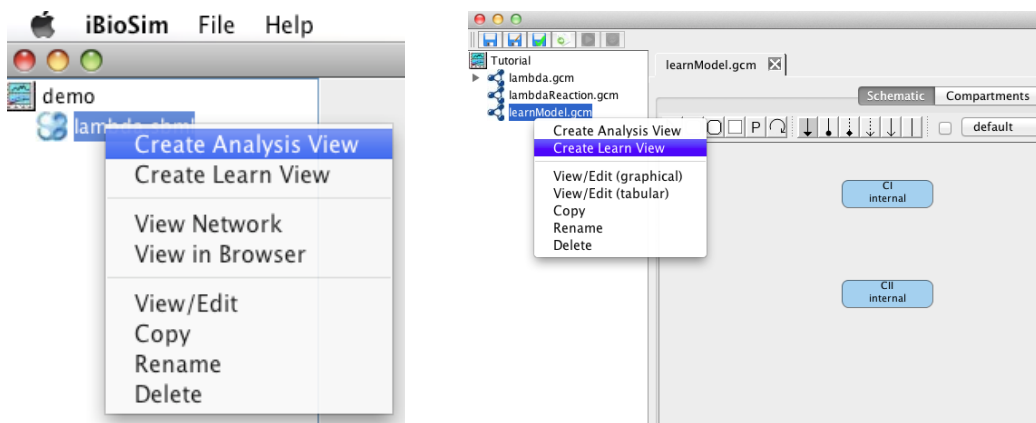 iBioSim File Help
demo
lambda.sbml
Create Analysis View
Create Learn View
View Network
View in Browser
View/Edit
Copy
Rename
Delete
Tutorial
lambda.gcm
lambdaReaction.gcm
learnModel.gcm
Create Analysis View
Create Learn View
View/Edit (graphical)
View/Edit (tabular)
Copy
Rename
Delete
learnModel.gcm
Schematic Compartments
P default
CI
internal
CII
internal